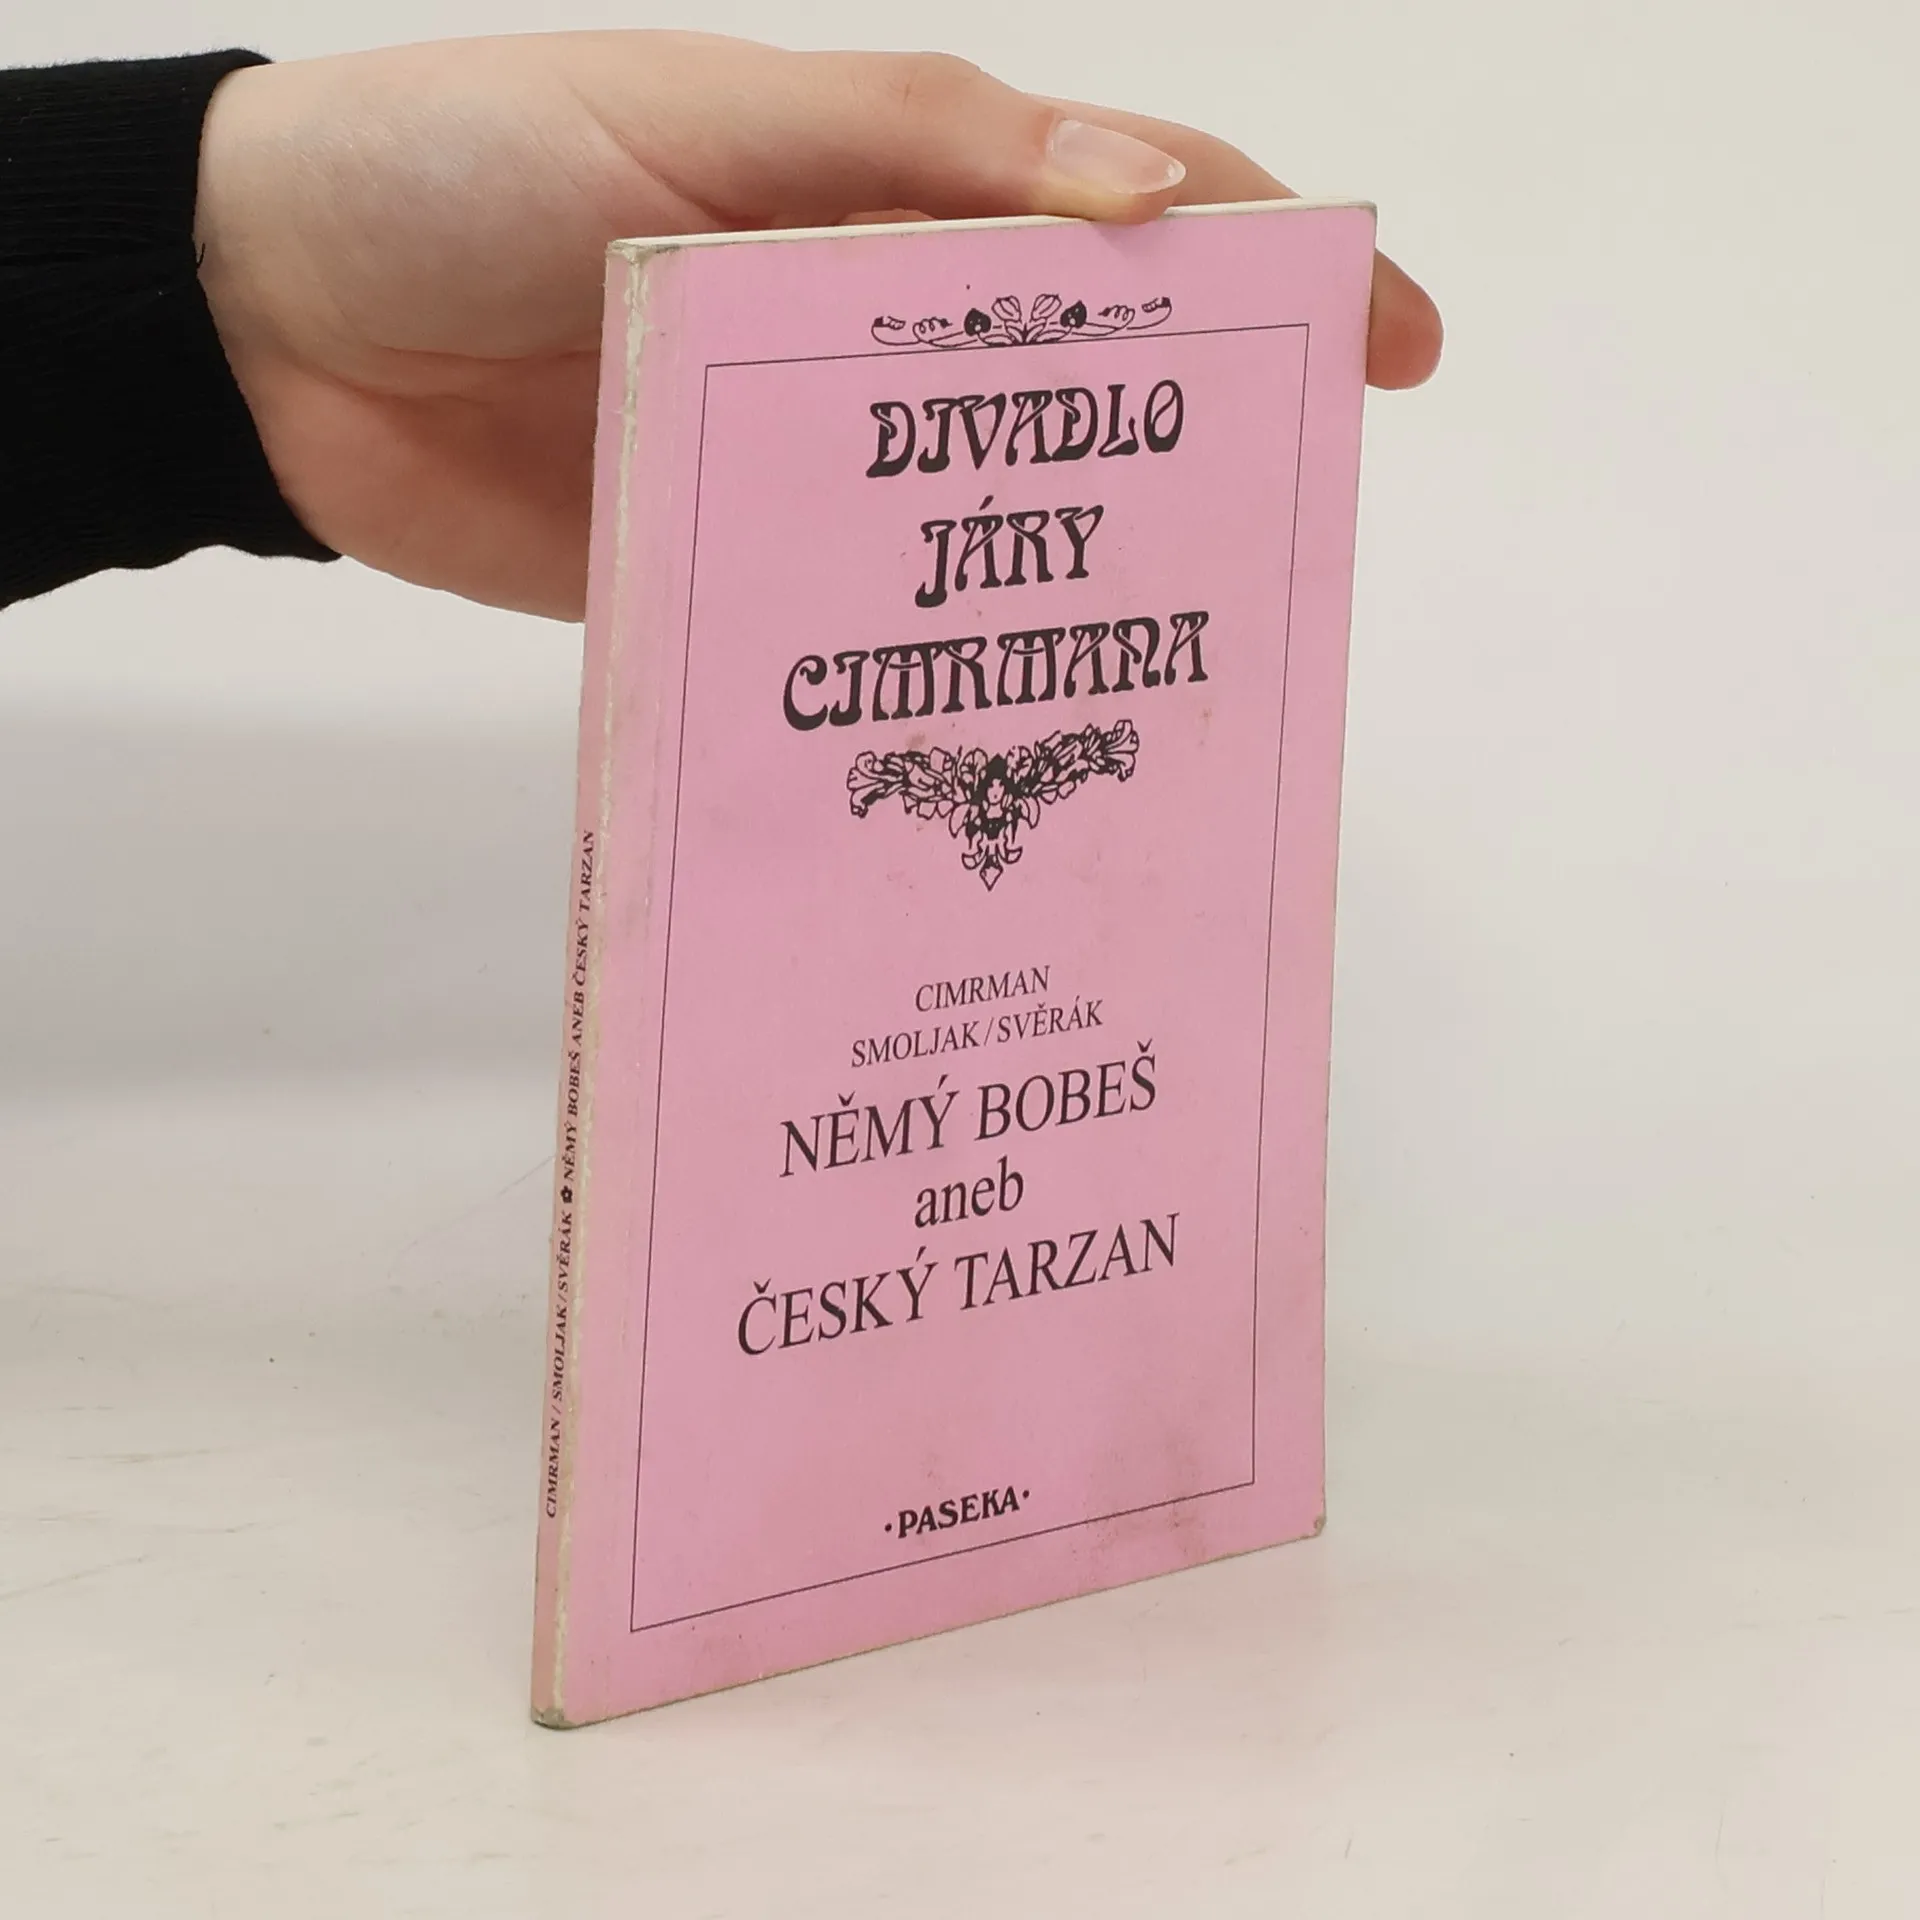 DIVADLO
JÁRY
CIMRMANA
CIMRMAN
SMOLJAK/SVĚRÁK
NĚMÝ BOBEŠ
aneb
ČESKÝ TARZAN
·PASEKA·
CIMRMAN / SMOLJAK / SVĚRÁK ✿ NĚMÝ BOBEŠ ANEB ČESKÝ TARZAN